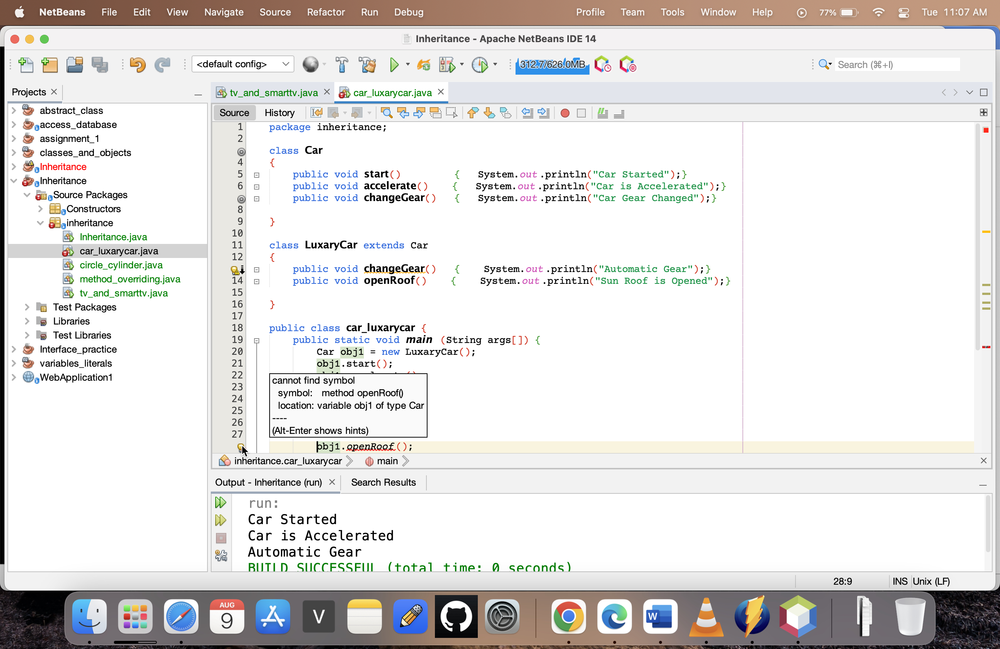 NetBeans File Edit View Navigate Source Refactor Run Debug Profile Team Tools Window Help 77% Tue 11:07 AM
Inheritance - Apache NetBeans IDE 14
<default config> 312.7/626.0MB Search (⌘+I)
Projects
abstract_class
access_database
assignment_1
classes_and_objects
Inheritance
Inheritance
Source Packages
Constructors
inheritance
Inheritance.java
car_luxarycar.java
circle_cylinder.java
method_overriding.java
tv_and_smarttv.java
Test Packages
Libraries
Test Libraries
Interface_practice
variables_literals
WebApplication1
tv_and_smarttv.java car_luxarycar.java
Source History
1 package inheritance;
2
class Car
4 {
5 public void start() { System.out.println("Car Started");}
6 public void accelerate() { System.out.println("Car is Accelerated");}
public void changeGear() { System.out.println("Car Gear Changed");}
8
9 }
10
11 class LuxaryCar extends Car
12 {
public void changeGear() { System.out.println("Automatic Gear");}
14 public void openRoof() { System.out.println("Sun Roof is Opened");}
15
16 }
17
18 public class car_luxarycar {
19 public static void main (String args[]) {
20 Car obj1 = new LuxaryCar();
21 obj1.start();
22
23
24
25
26
27
cannot find symbol
symbol: method openRoof()
location: variable obj1 of type Car
----
(Alt-Enter shows hints)
obj1.openRoof();
inheritance.car_luxarycar main
Output - Inheritance (run) Search Results
run:
Car Started
Car is Accelerated
Automatic Gear
BUILD SUCCESSFUL (total time: 0 seconds)
28:9 INS Unix (LF)
AUG
9
V
W